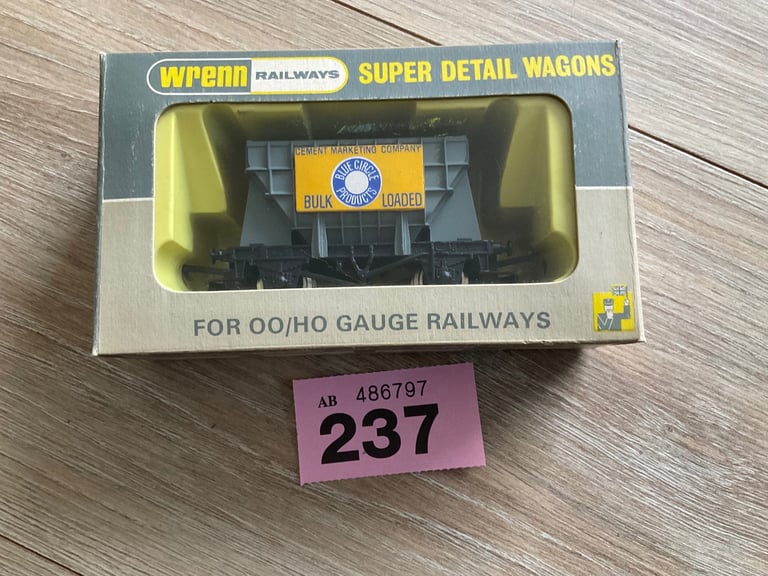 wrenn RAILWAYS SUPER DETAIL WAGONS
CEMENT MARKETING COMPANY
BLUE CIRCLE
PRODUCTS
BULK LOADED
FOR OO/HO GAUGE RAILWAYS
AB 486797
237